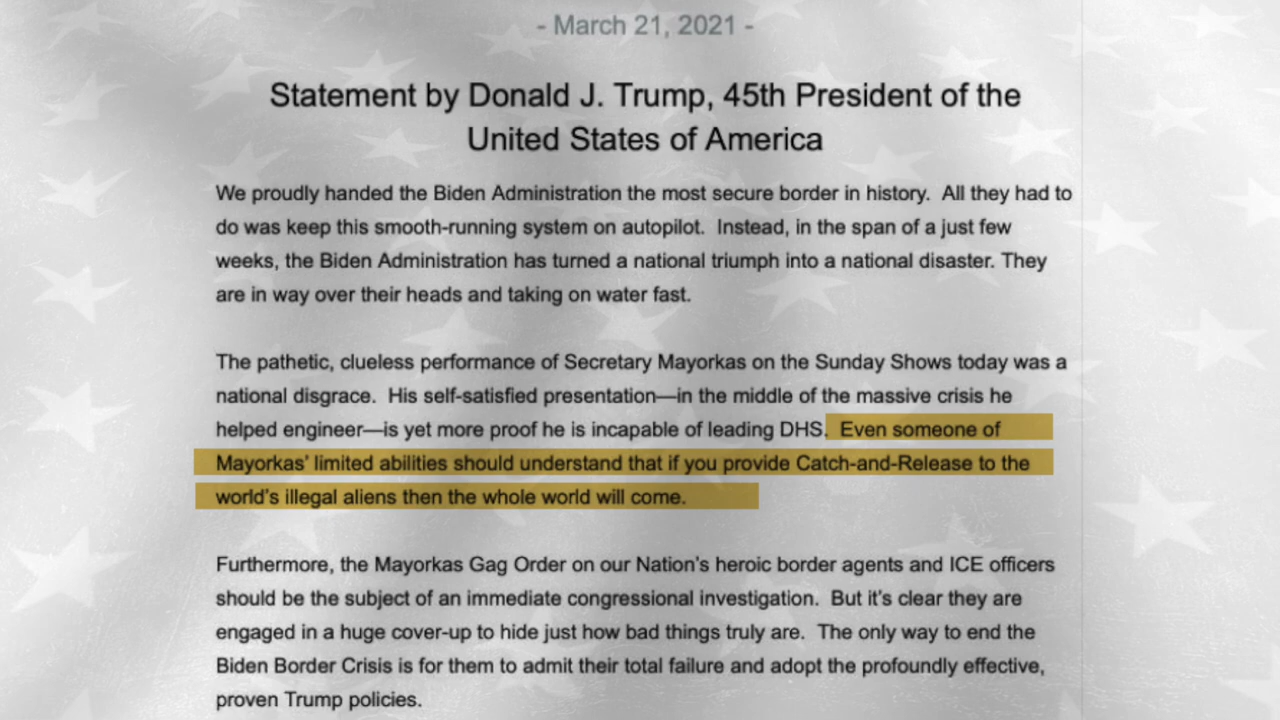 - March 21, 2021 -
Statement by Donald J. Trump, 45th President of the
United States of America
We proudly handed the Biden Administration the most secure border in history.  All they had to
do was keep this smooth-running system on autopilot.  Instead, in the span of a just few
weeks, the Biden Administration has turned a national triumph into a national disaster. They
are in way over their heads and taking on water fast.
The pathetic, clueless performance of Secretary Mayorkas on the Sunday Shows today was a
national disgrace.  His self-satisfied presentation—in the middle of the massive crisis he
helped engineer—is yet more proof he is incapable of leading DHS.  Even someone of
Mayorkas’ limited abilities should understand that if you provide Catch-and-Release to the
world’s illegal aliens then the whole world will come.
Furthermore, the Mayorkas Gag Order on our Nation’s heroic border agents and ICE officers
should be the subject of an immediate congressional investigation.  But it’s clear they are
engaged in a huge cover-up to hide just how bad things truly are.  The only way to end the
Biden Border Crisis is for them to admit their total failure and adopt the profoundly effective,
proven Trump policies.